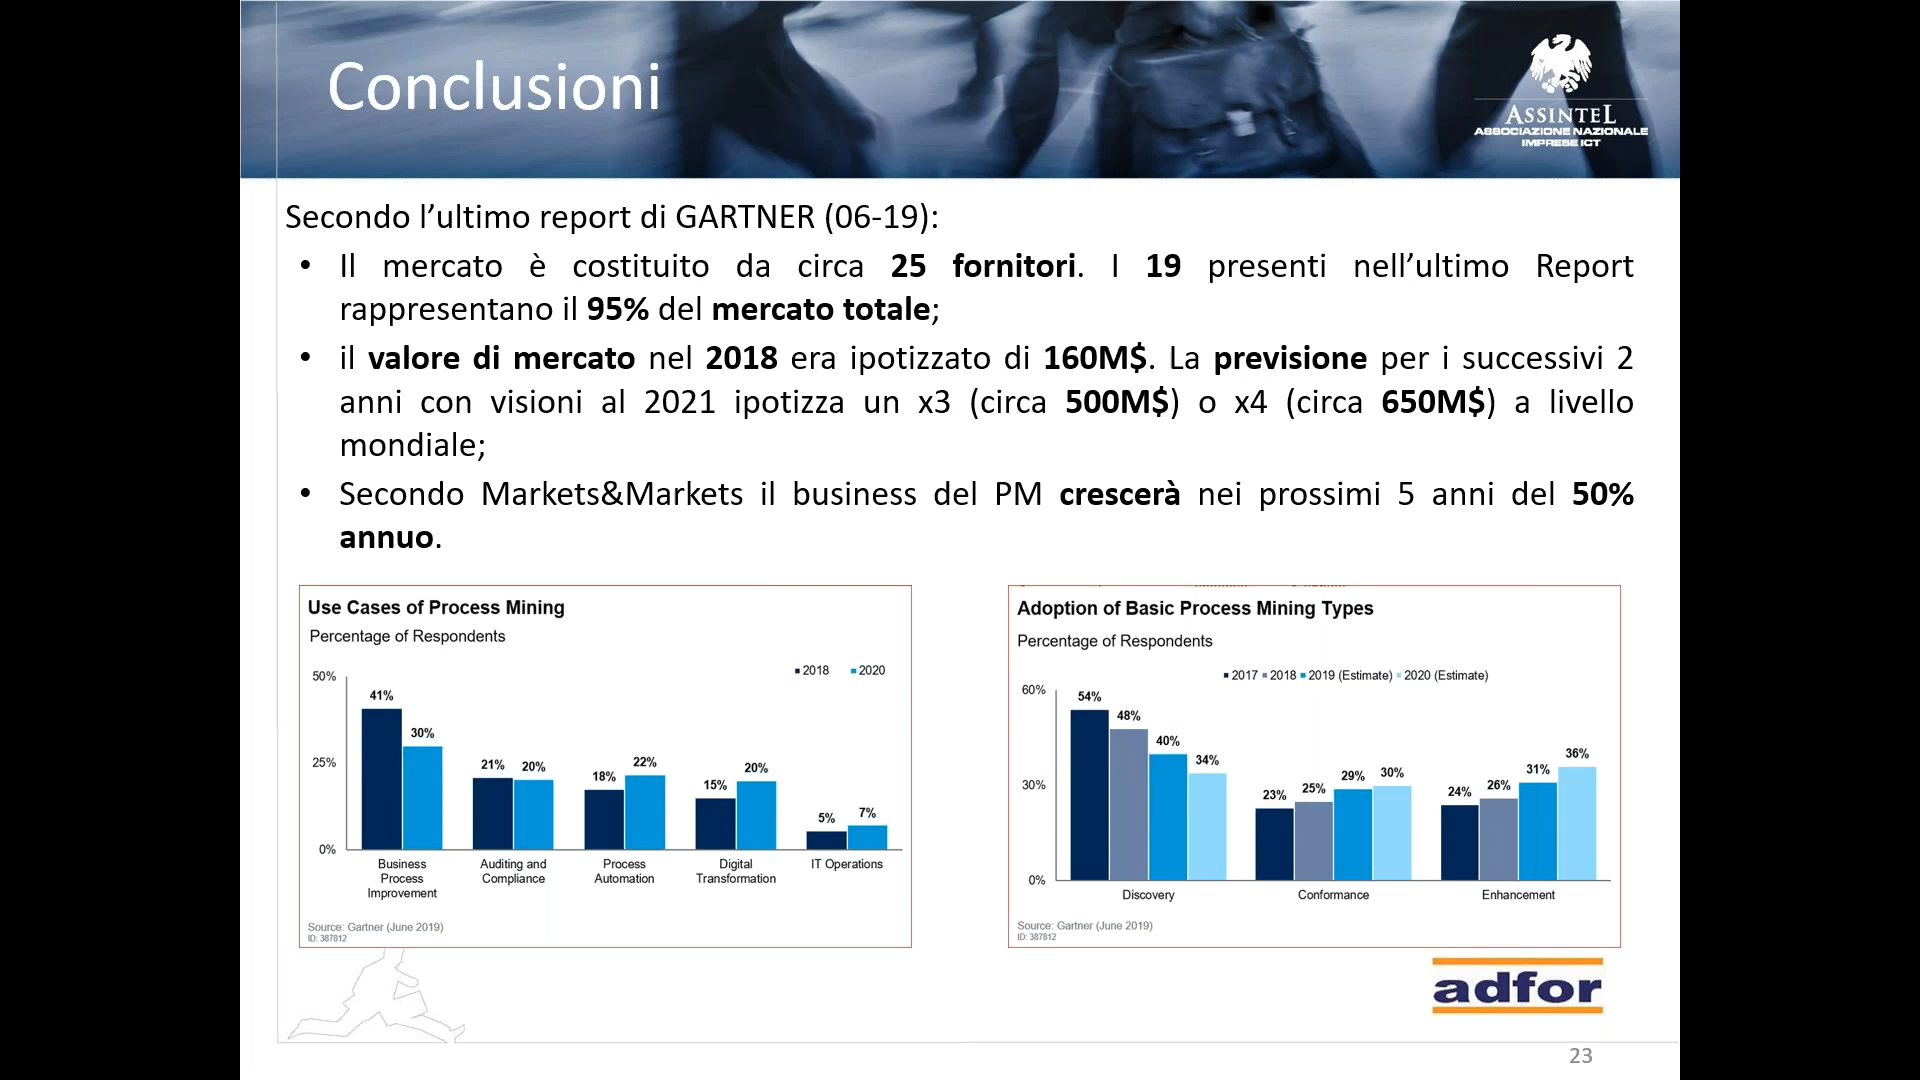 Conclusioni
ASSINTEL
ASSOCIAZIONE NAZIONALE
IMPRESE ICT
Secondo l’ultimo report di GARTNER (06-19):
• Il mercato è costituito da circa 25 fornitori. I 19 presenti nell’ultimo Report
rappresentano il 95% del mercato totale;
• il valore di mercato nel 2018 era ipotizzato di 160M$. La previsione per i successivi 2
anni con visioni al 2021 ipotizza un x3 (circa 500M$) o x4 (circa 650M$) a livello
mondiale;
• Secondo Markets&Markets il business del PM crescerà nei prossimi 5 anni del 50%
annuo.
Use Cases of Process Mining
Percentage of Respondents
2018 2020
50%
25%
0%
41% 30%
21% 20%
18% 22%
15% 20%
5% 7%
Business
Process
Improvement
Auditing and
Compliance
Process
Automation
Digital
Transformation
IT Operations
Source: Gartner (June 2019)
ID: 387812
Adoption of Basic Process Mining Types
Percentage of Respondents
2017 2018 2019 (Estimate) 2020 (Estimate)
60%
30%
0%
54% 48% 40% 34%
23% 25% 29% 30%
24% 26% 31% 36%
Discovery
Conformance
Enhancement
Source: Gartner (June 2019)
ID: 387812
adfor
23